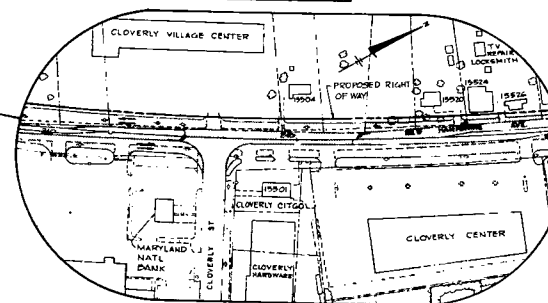 CLOVERLY VILLAGE CENTER
TV
REPAIR
LOCKSMITH
PROPOSED RIGHT
OF WAY
15504
15520
15524
15526
AVE
15501
CLOVERLY CITGO
CLOVERLY ST
MARYLAND
NATL
BANK
CLOVERLY
HARDWARE
CLOVERLY CENTER